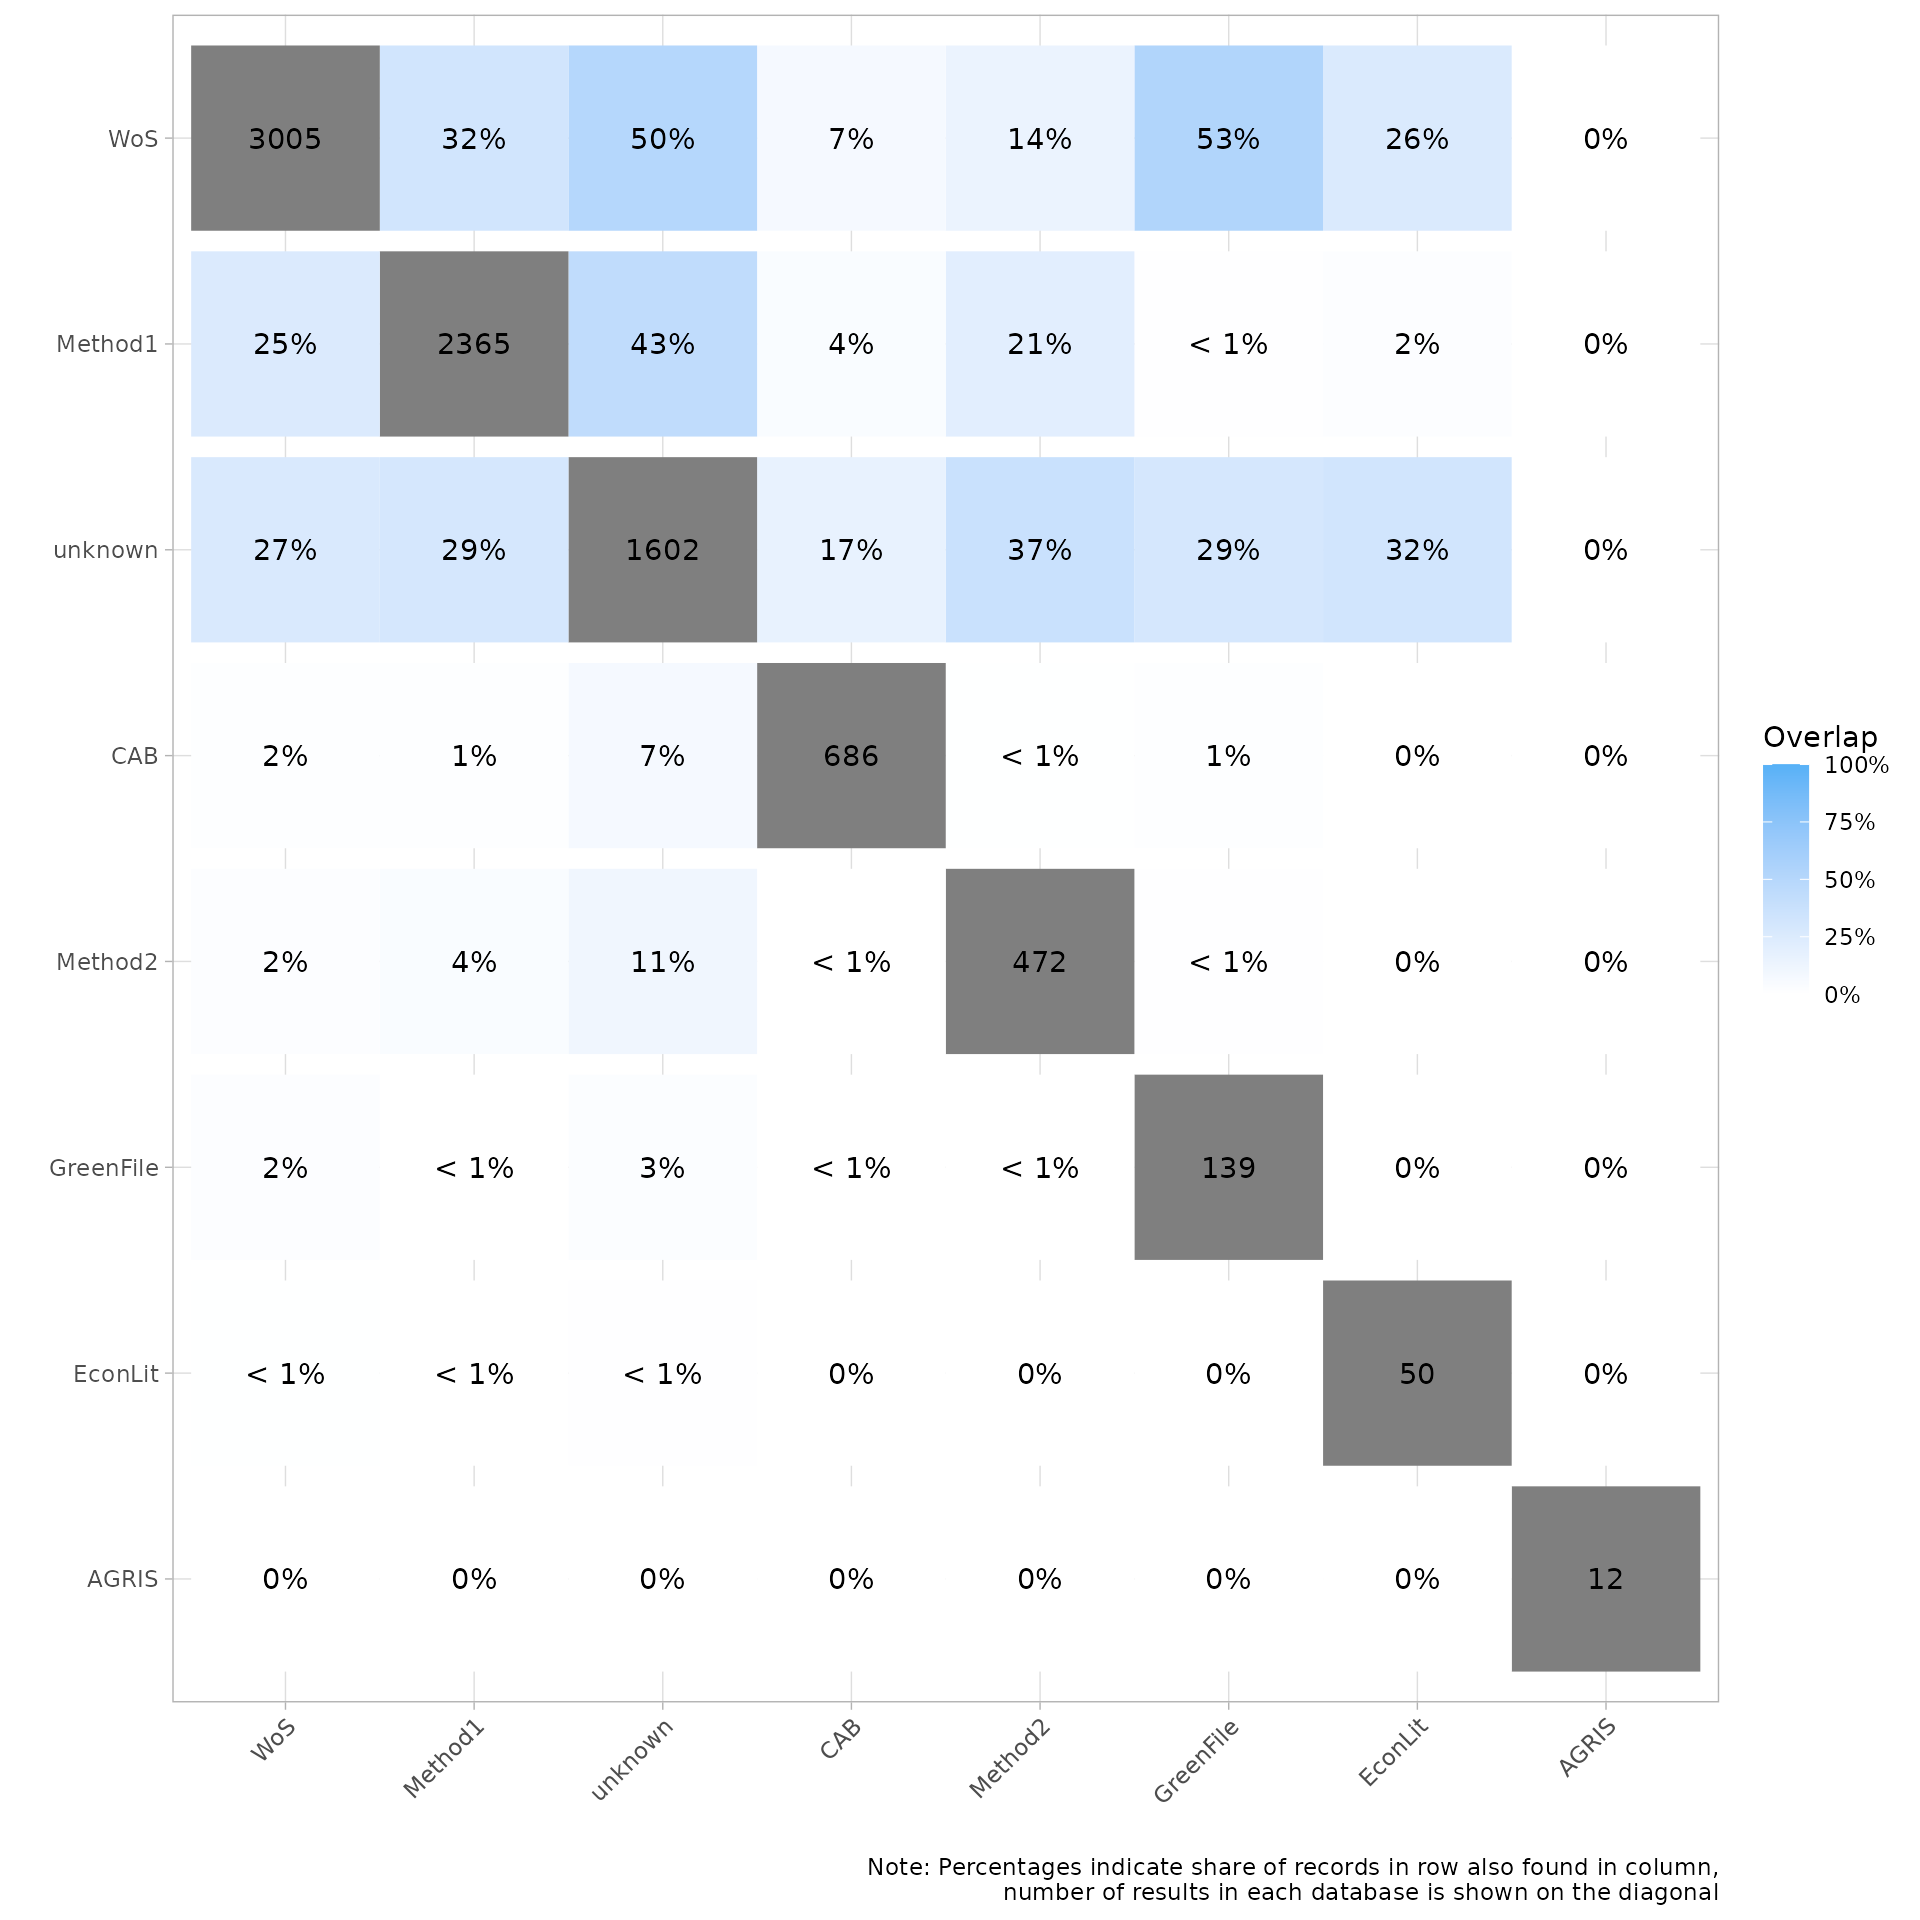 WoS 3005 32% 50% 7% 14% 53% 26% 0%
Method1 25% 2365 43% 4% 21% < 1% 2% 0%
unknown 27% 29% 1602 17% 37% 29% 32% 0%
CAB 2% 1% 7% 686 < 1% 1% 0% 0%
Method2 2% 4% 11% < 1% 472 < 1% 0% 0%
GreenFile 2% < 1% 3% < 1% < 1% 139 0% 0%
EconLit < 1% < 1% < 1% 0% 0% 0% 50 0%
AGRIS 0% 0% 0% 0% 0% 0% 0% 12
WoS Method1 unknown CAB Method2 GreenFile EconLit AGRIS
Overlap
100%
75%
50%
25%
0%
Note: Percentages indicate share of records in row also found in column,
number of results in each database is shown on the diagonal